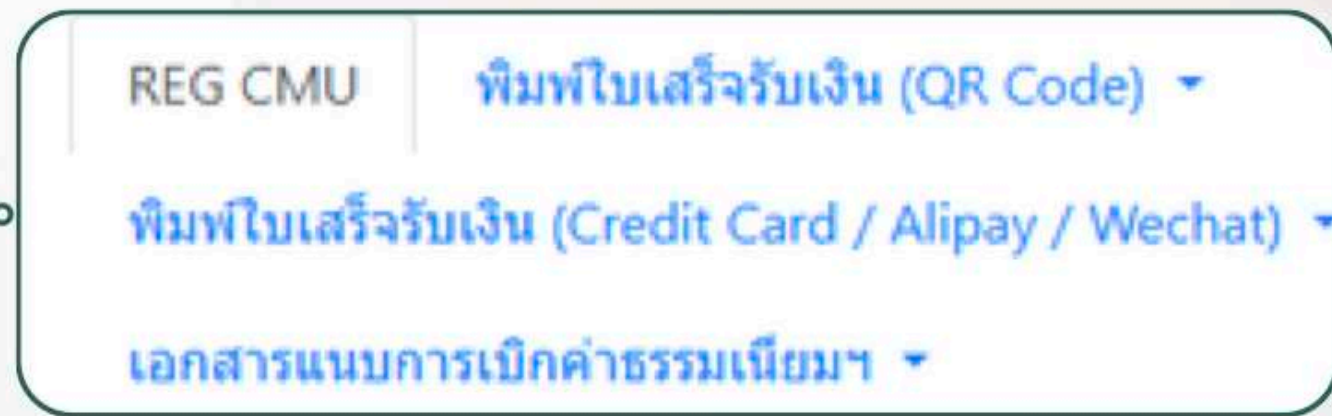 REG CMU พิมพ์ใบเสร็จรับเงิน (QR Code)
พิมพ์ใบเสร็จรับเงิน (Credit Card / Alipay / Wechat)
เอกสารแนบการเบิกค่าธรรมเนียมฯ